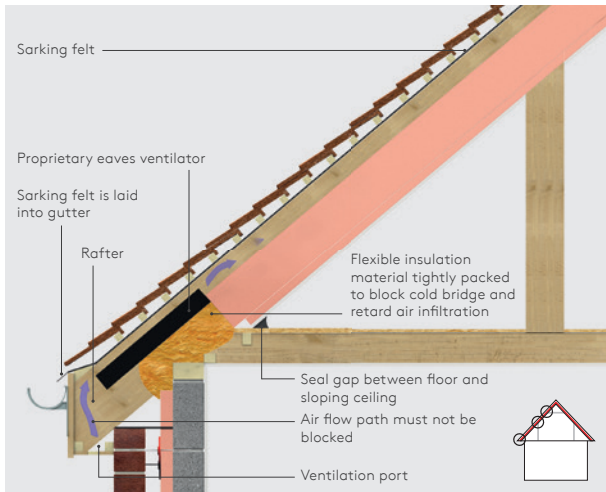 Sarking felt
Proprietary eaves ventilator
Sarking felt is laid
into gutter
Rafter
Flexible insulation
material tightly packed
to block cold bridge and
retard air infiltration
Seal gap between floor and
sloping ceiling
Air flow path must not be
blocked
Ventilation port